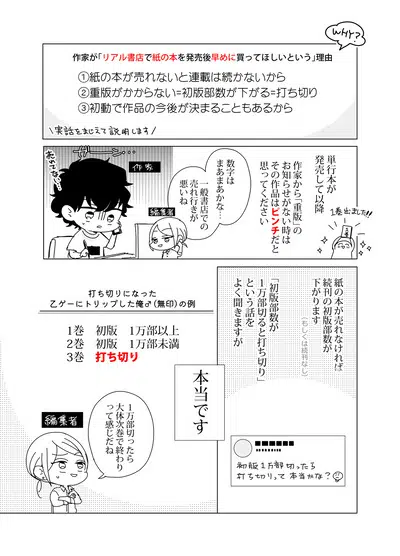 WHY?
作家が「リアル書店で紙の本を発売後早めに買ってほしいという」理由
①紙の本が売れないと連載は続かないから
②重版がかからない=初版部数が下がる=打ち切り
③初動で作品の今後が決まることもあるから
\実話をまじえて説明します/
単行本が
発売して以降
1巻出ました!!
作家から「重版」の
お知らせがない時は
その作品はピンチだと
思ってください
ガーーン…
作家
数字は
まあまあかな…
一般書店での
売れ行きが
悪いね
編集者
紙の本が売れなければ
続刊の初版部数が
下がります
(もしくは続刊なし)
「初版部数が
1万部切ると打ち切り」
という話を
よく聞きますが
打ち切りになった
乙ゲーにトリップした俺♂(無印)の例
1巻 初版 1万部以上
2巻 初版 1万部未満
3巻 打ち切り
本当です
初版1万部切ったら
打ち切りって本当かな?
1万部切ったら
大体次巻で終わり
って感じだね
編集者